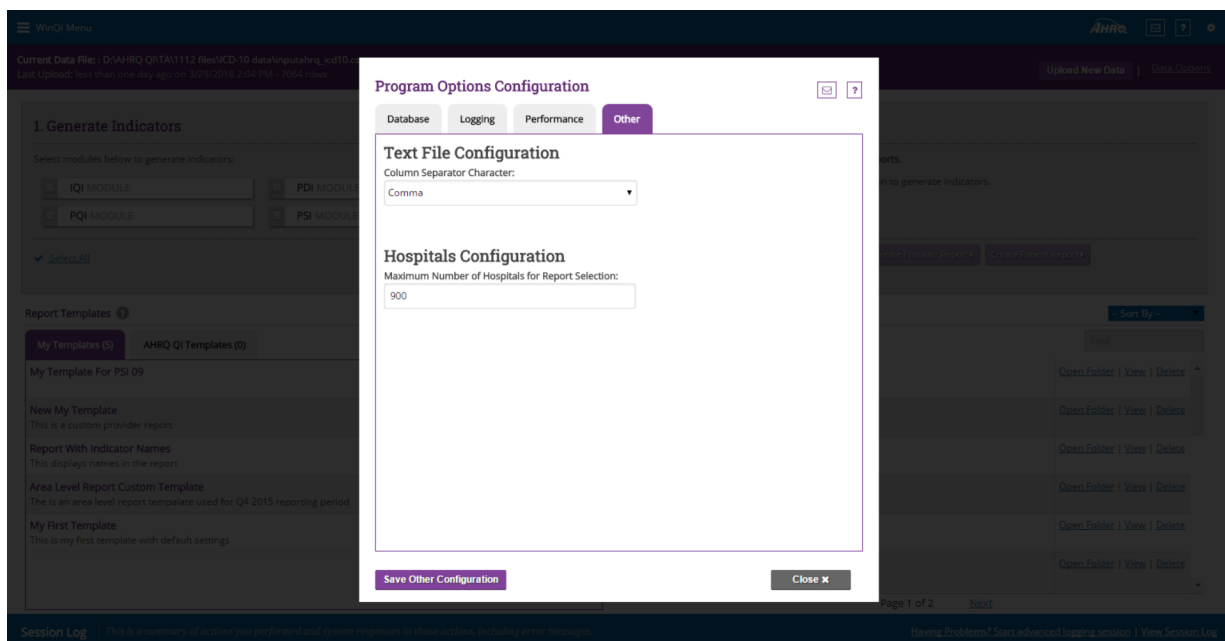 WinQI Menu
AHRQ
?
Current Data File: : D:\AHRQ QI\TA\1112 files\ICD-10 data\inputahrq_icd10.cs
Last Upload: less than one day ago on 3/29/2018 2:04 PM - 7064 rows
Upload New Data | Data Options
Program Options Configuration
?
Database Logging Performance Other
Text File Configuration
Column Separator Character:
Comma
Hospitals Configuration
Maximum Number of Hospitals for Report Selection:
900
Save Other Configuration
Close ×
1. Generate Indicators
Select modules below to generate indicators:
IQI MODULE
PDI MODULE
PQI MODULE
PSI MODULE
Select All
orts.
n to generate indicators.
Provider Report
Create Patient Report
Report Templates ?
-- Sort By --
My Templates (5) AHRQ QI Templates (0)
My Template For PSI 09
Open Folder | View | Delete
New My Template
This is a custom provider report
Open Folder | View | Delete
Report With Indicator Names
This displays names in the report
Open Folder | View | Delete
Area Level Report Custom Template
The is an area level report tempalate used for Q4 2015 reporting period
Open Folder | View | Delete
My First Template
This is my first template with default settings
Open Folder | View | Delete
Open Folder | View | Delete
Page 1 of 2 Next
Session Log | This is a summary of actions you performed and system responses to those actions, including error messages.
Having Problems? Start advanced logging session | View Session Log